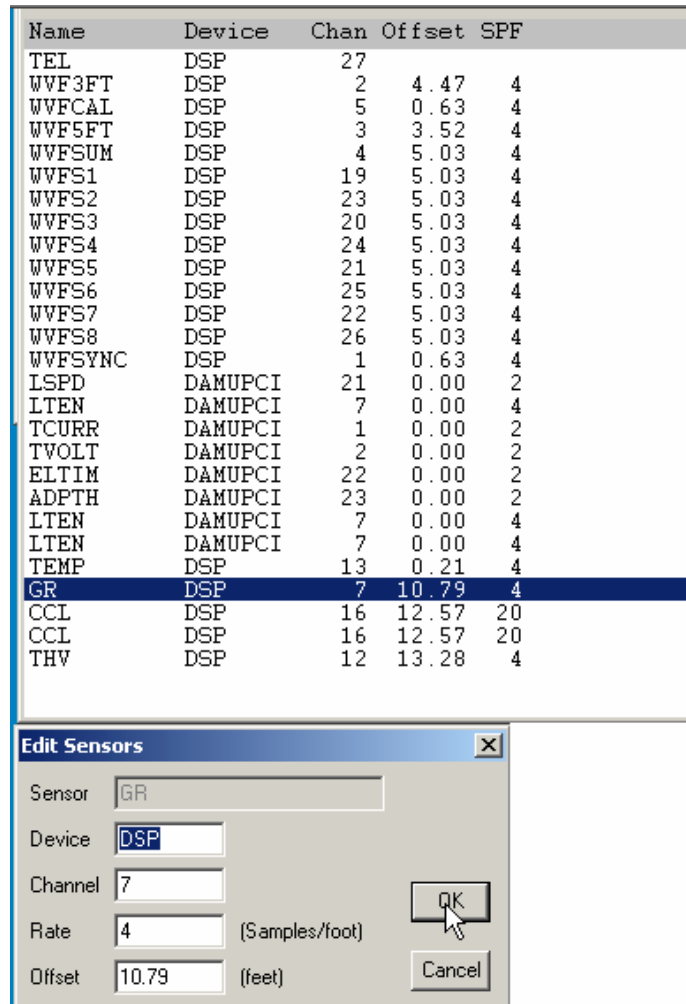 Name Device Chan Offset SPF
TEL DSP 27
WVF3FT DSP 2 4.47 4
WVFCAL DSP 5 0.63 4
WVF5FT DSP 3 3.52 4
WVFSUM DSP 4 5.03 4
WVFS1 DSP 19 5.03 4
WVFS2 DSP 23 5.03 4
WVFS3 DSP 20 5.03 4
WVFS4 DSP 24 5.03 4
WVFS5 DSP 21 5.03 4
WVFS6 DSP 25 5.03 4
WVFS7 DSP 22 5.03 4
WVFS8 DSP 26 5.03 4
WVFSYNC DSP 1 0.63 4
LSPD DAMUPCI 21 0.00 2
LTEN DAMUPCI 7 0.00 4
TCURR DAMUPCI 1 0.00 2
TVOLT DAMUPCI 2 0.00 2
ELTIM DAMUPCI 22 0.00 2
ADPTH DAMUPCI 23 0.00 2
LTEN DAMUPCI 7 0.00 4
LTEN DAMUPCI 7 0.00 4
TEMP DSP 13 0.21 4
GR DSP 7 10.79 4
CCL DSP 16 12.57 20
CCL DSP 16 12.57 20
THV DSP 12 13.28 4
Edit Sensors
Sensor GR
Device DSP
Channel 7
OK
Rate 4 (Samples/foot)
Offset 10.79 (feet)
Cancel